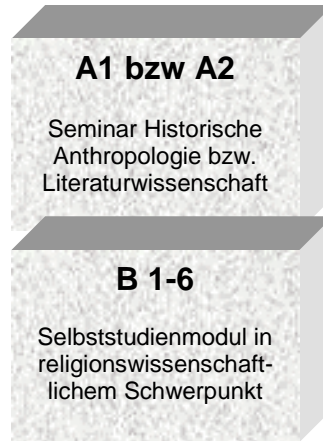 A1 bzw A2
Seminar Historische
Anthropologie bzw.
Literaturwissenschaft
B 1-6
Selbststudienmodul in
religionswissenschaft-
lichem Schwerpunkt